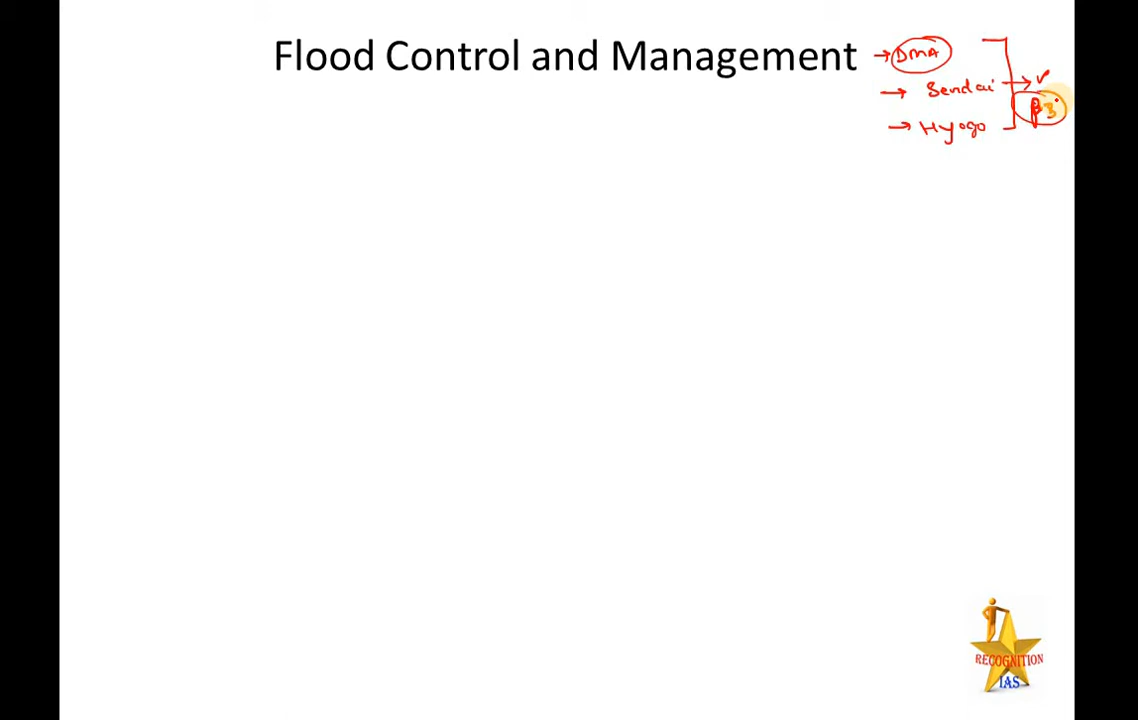 Flood Control and Management
→ DMA
→ Sendai
→ Hyogo
RECOGNITION
IAS